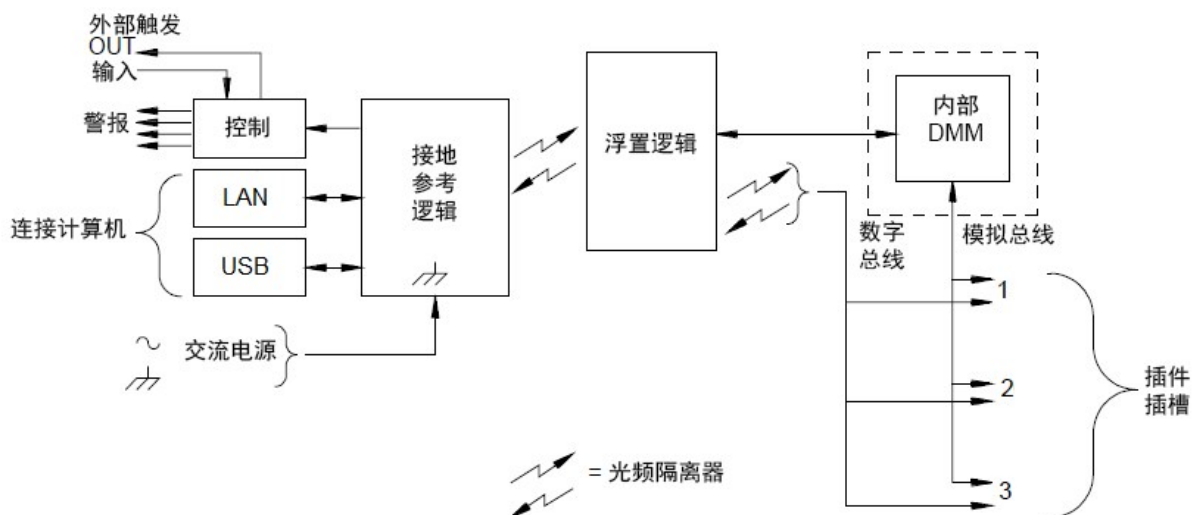 外部触发
OUT
输入
警报
控制
连接计算机
LAN
USB
接地
参考
逻辑
交流电源
浮置逻辑
内部
DMM
数字
总线
模拟总线
1
2
3
插件
插槽
= 光频隔离器